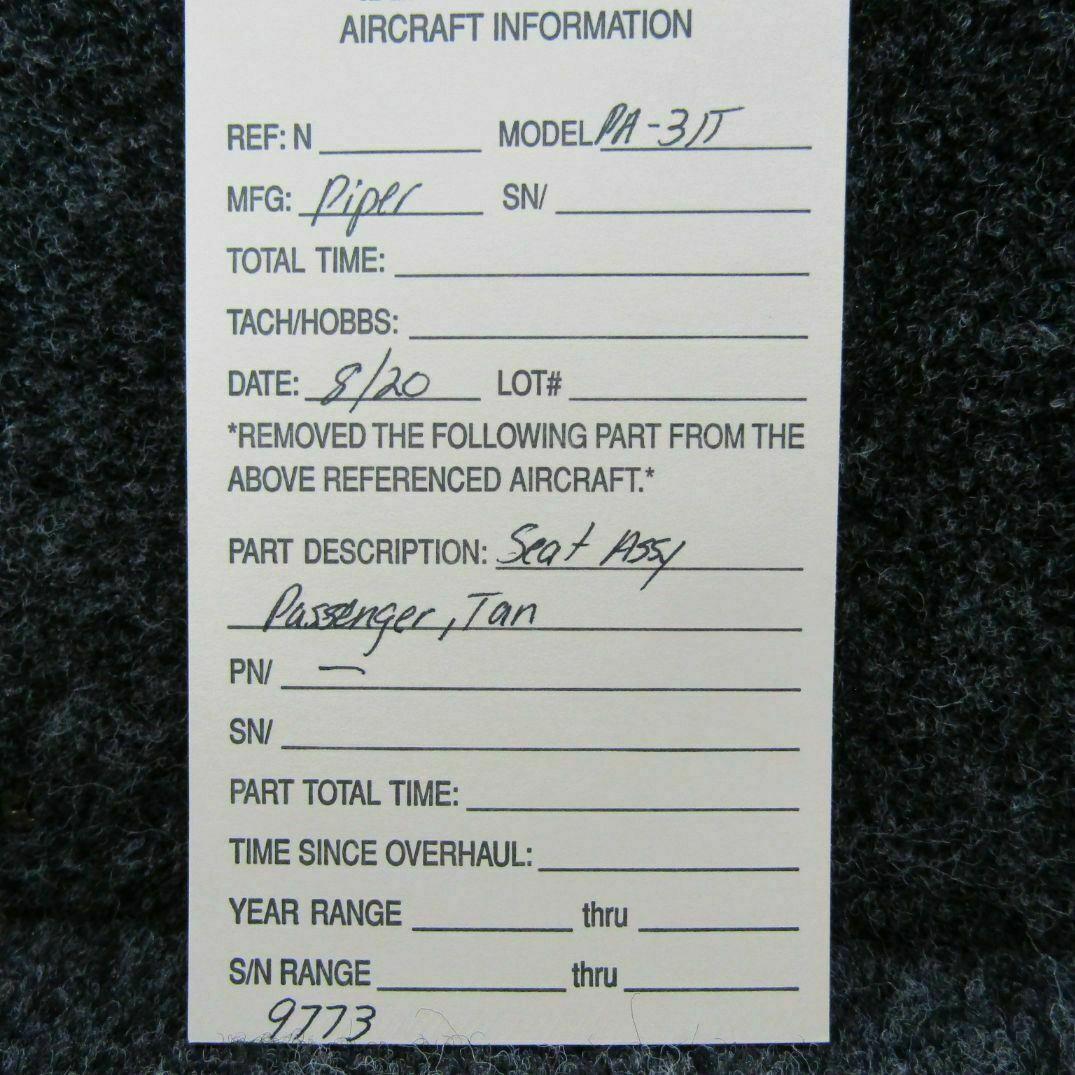 AIRCRAFT INFORMATION
REF: N MODEL PA-31T
MFG: Piper SN/
TOTAL TIME:
TACH/HOBBS:
DATE: 8/20 LOT#
*REMOVED THE FOLLOWING PART FROM THE
ABOVE REFERENCED AIRCRAFT.*
PART DESCRIPTION: Seat Assy
Passenger, Tan
PN/ —
SN/
PART TOTAL TIME:
TIME SINCE OVERHAUL:
YEAR RANGE thru
S/N RANGE thru
9773